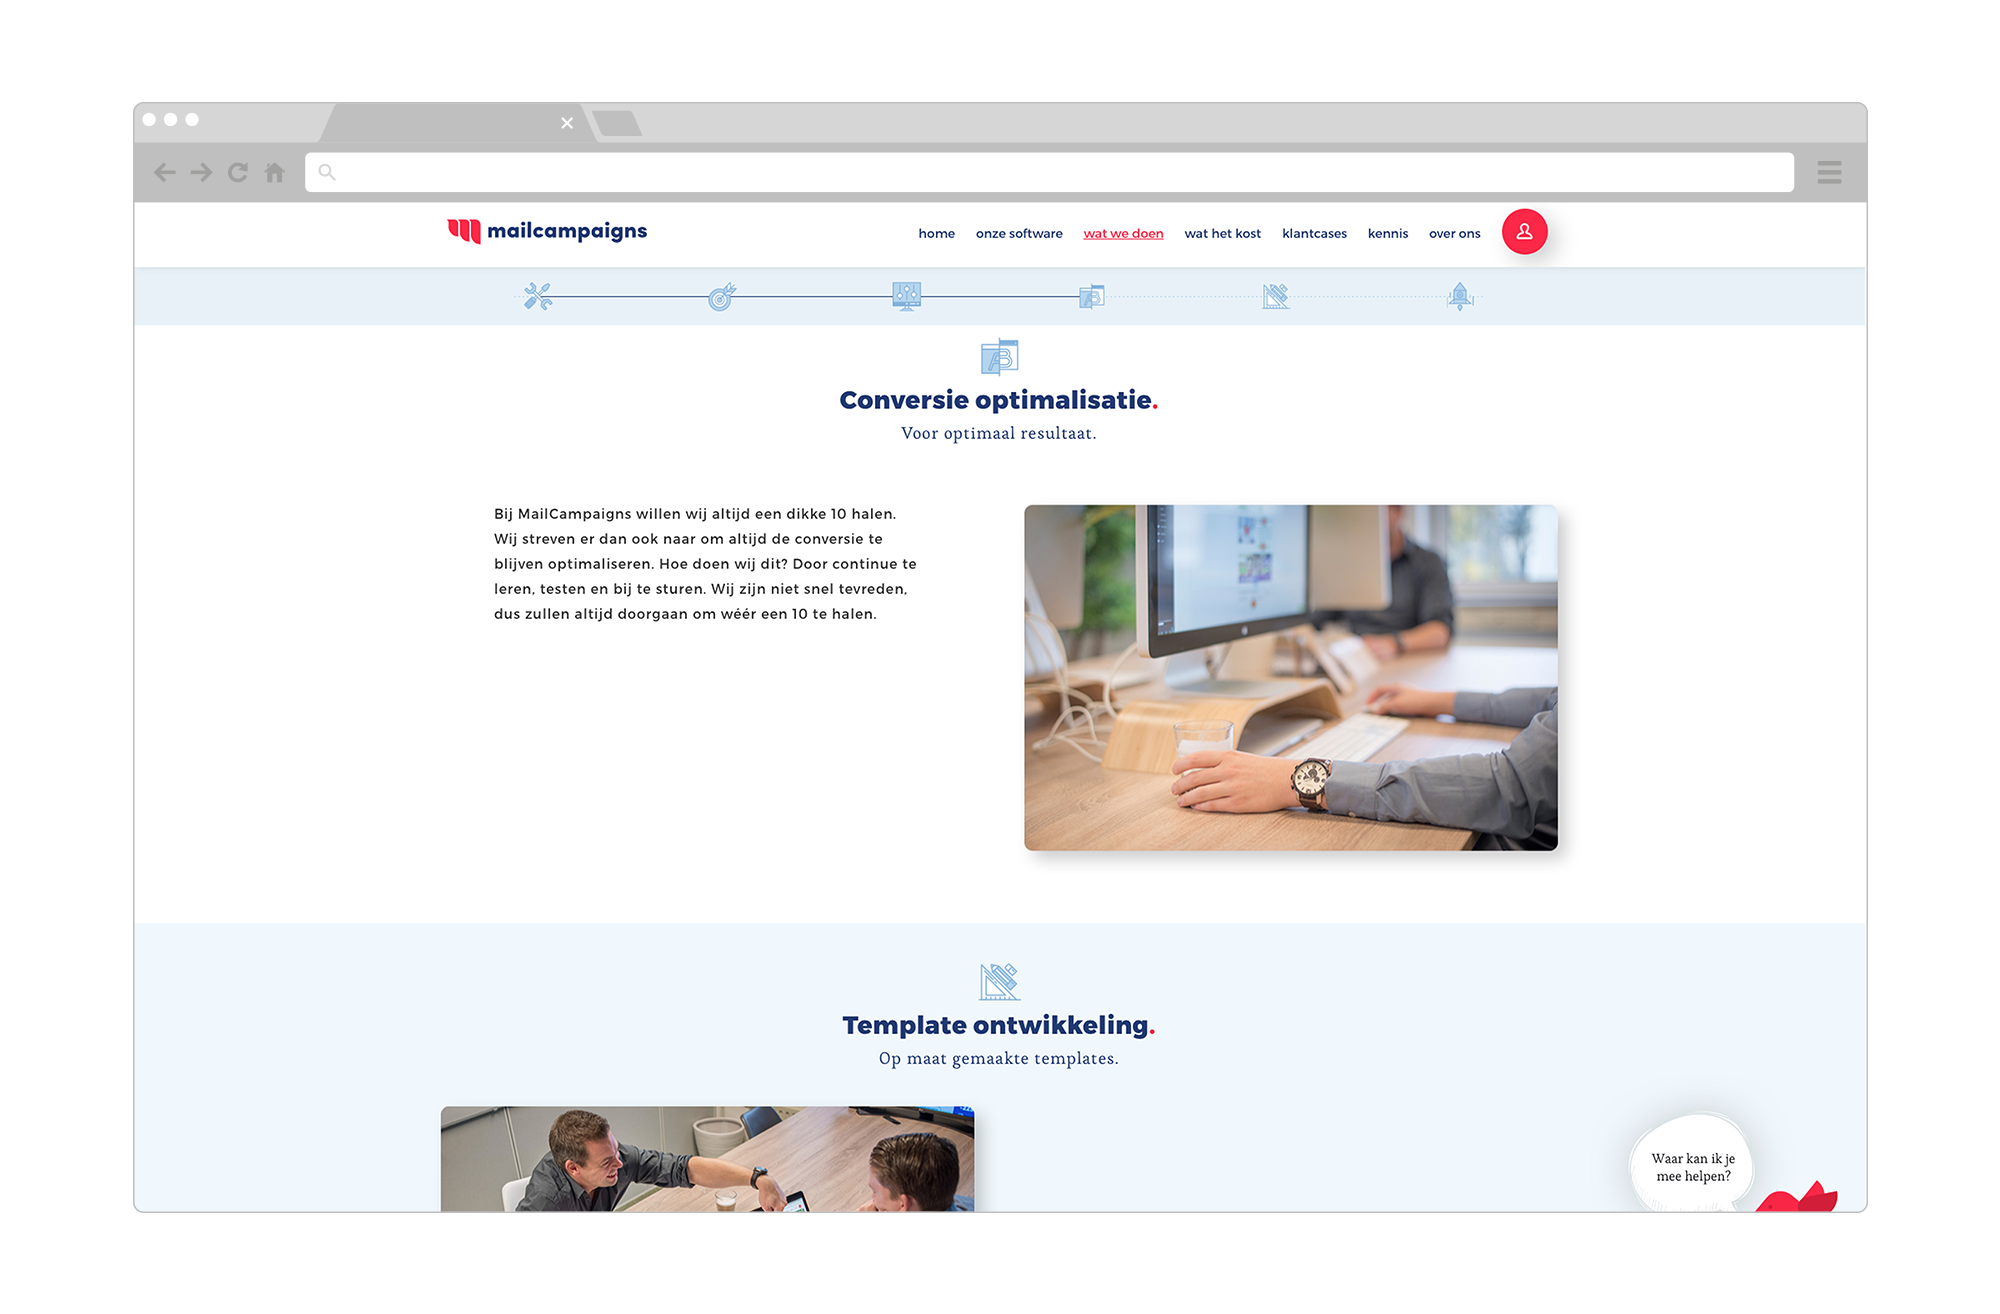 mailcampaigns
home onze software wat we doen wat het kost klantcases kennis over ons
Conversie optimalisatie.
Voor optimaal resultaat.
Bij MailCampaigns willen wij altijd een dikke 10 halen.
Wij streven er dan ook naar om altijd de conversie te
blijven optimaliseren. Hoe doen wij dit? Door continue te
leren, testen en bij te sturen. Wij zijn niet snel tevreden,
dus zullen altijd doorgaan om wéér een 10 te halen.
Template ontwikkeling.
Op maat gemaakte templates.
Waar kan ik je
mee helpen?